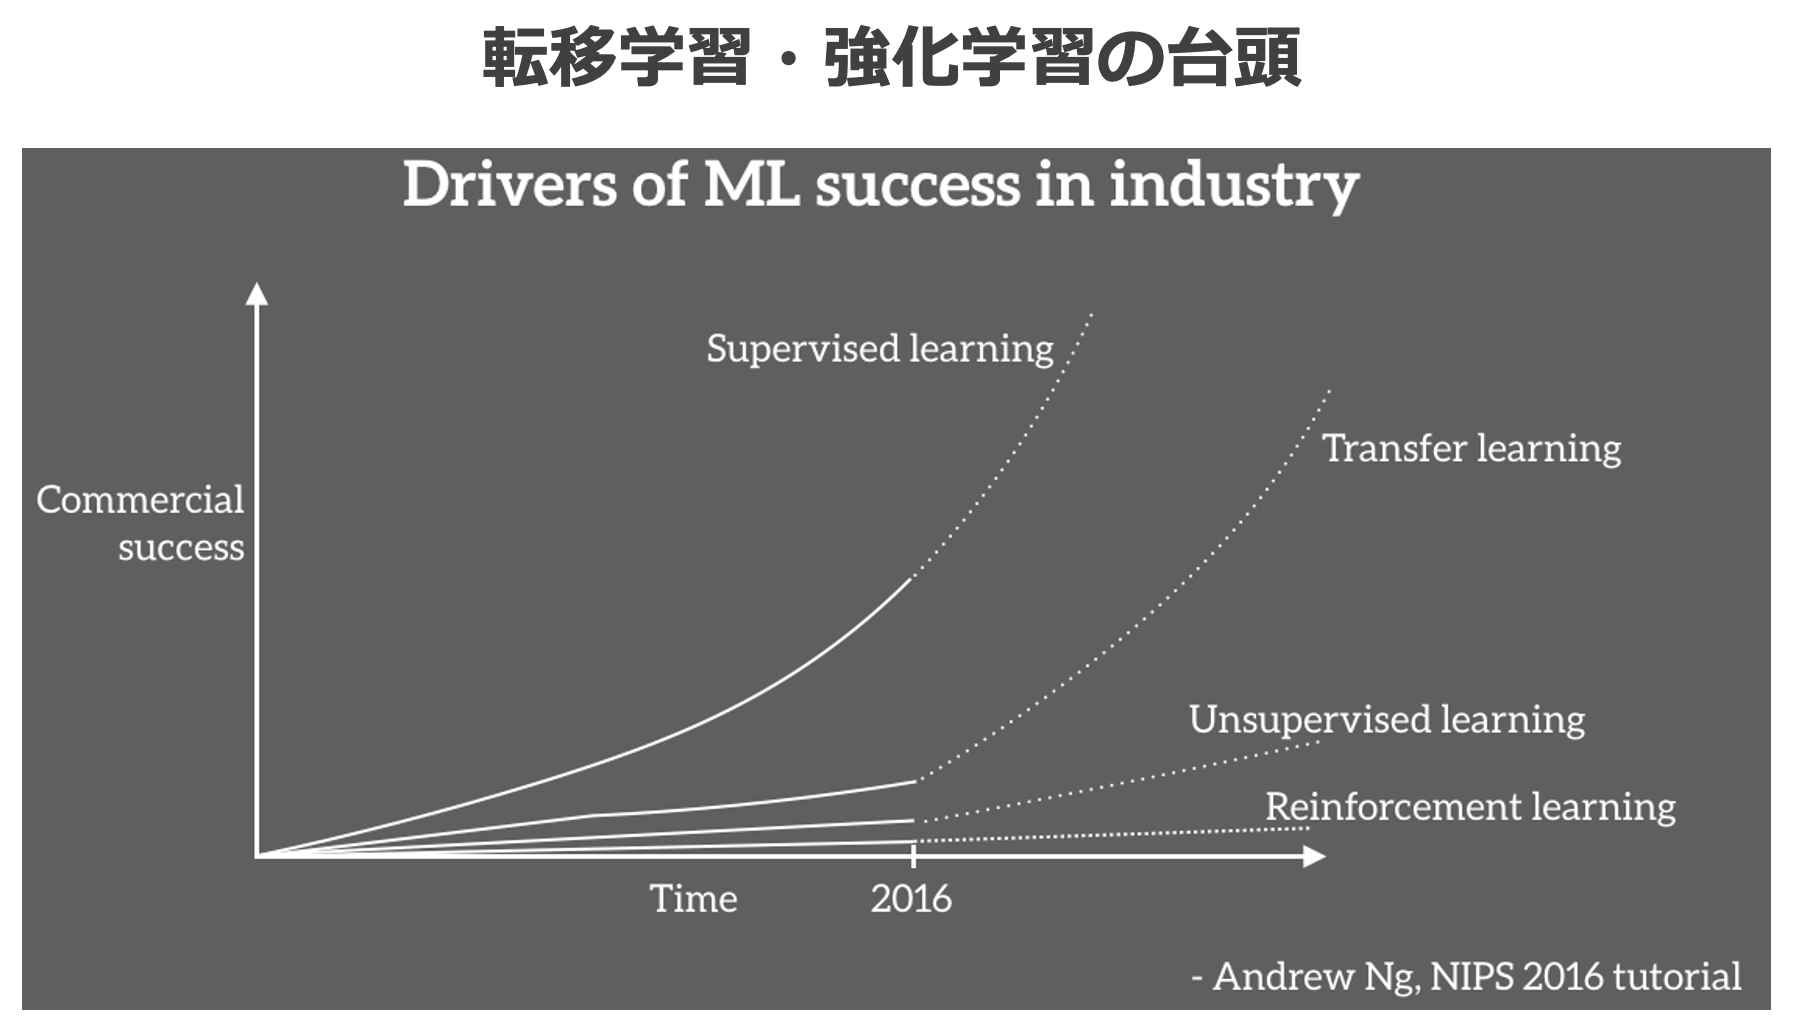 転移学習・強化学習の台頭
Drivers of ML success in industry
Supervised learning
Transfer learning
Commercial
success
Unsupervised learning
Reinforcement learning
Time
2016
- Andrew Ng, NIPS 2016 tutorial